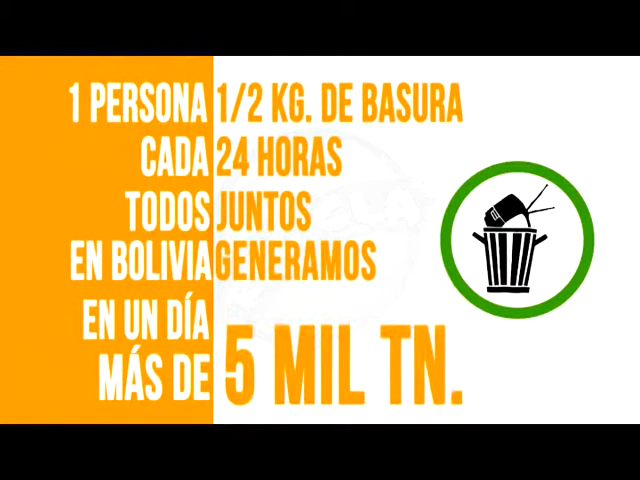 1 PERSONA 1/2 KG. DE BASURA
CADA 24 HORAS
TODOS JUNTOS
EN BOLIVIA GENERAMOS
EN UN DÍA
MÁS DE 5 MIL TN.